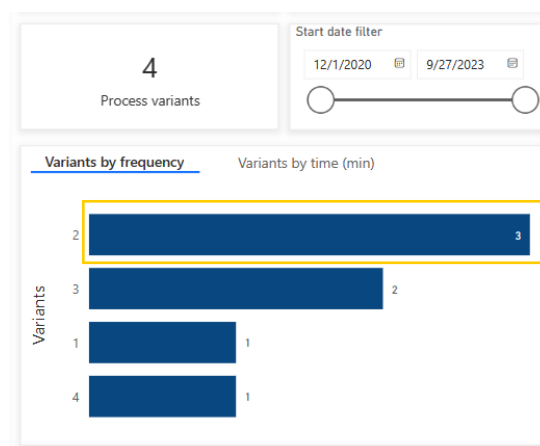 4
Process variants
Start date filter
12/1/2020
9/27/2023
Variants by frequency
Variants by time (min)
Variants
2
3
3
2
1
1
4
1